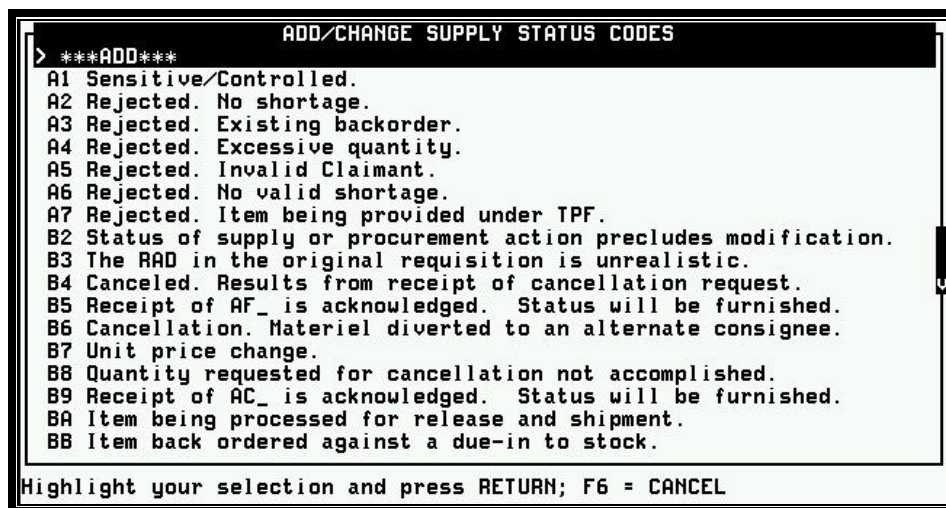 ADD/CHANGE SUPPLY STATUS CODES
> ***ADD***
A1 Sensitive/Controlled.
A2 Rejected. No shortage.
A3 Rejected. Existing backorder.
A4 Rejected. Excessive quantity.
A5 Rejected. Invalid Claimant.
A6 Rejected. No valid shortage.
A7 Rejected. Item being provided under TPF.
B2 Status of supply or procurement action precludes modification.
B3 The RAD in the original requisition is unrealistic.
B4 Canceled. Results from receipt of cancellation request.
B5 Receipt of AF_ is acknowledged.  Status will be furnished.
B6 Cancellation. Materiel diverted to an alternate consignee.
B7 Unit price change.
B8 Quantity requested for cancellation not accomplished.
B9 Receipt of AC_ is acknowledged.  Status will be furnished.
BA Item being processed for release and shipment.
BB Item back ordered against a due-in to stock.
Highlight your selection and press RETURN; F6 = CANCEL